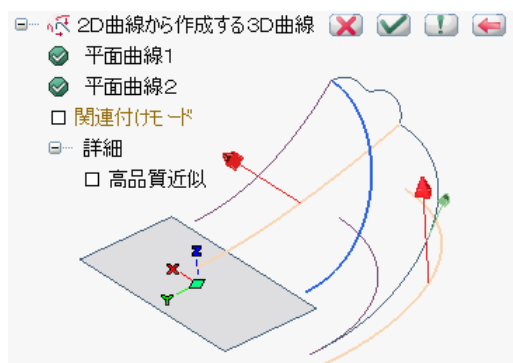 2D曲線から作成する3D曲線
平面曲線1
平面曲線2
関連付けモード
詳細
高品質近似
Z
X
Y